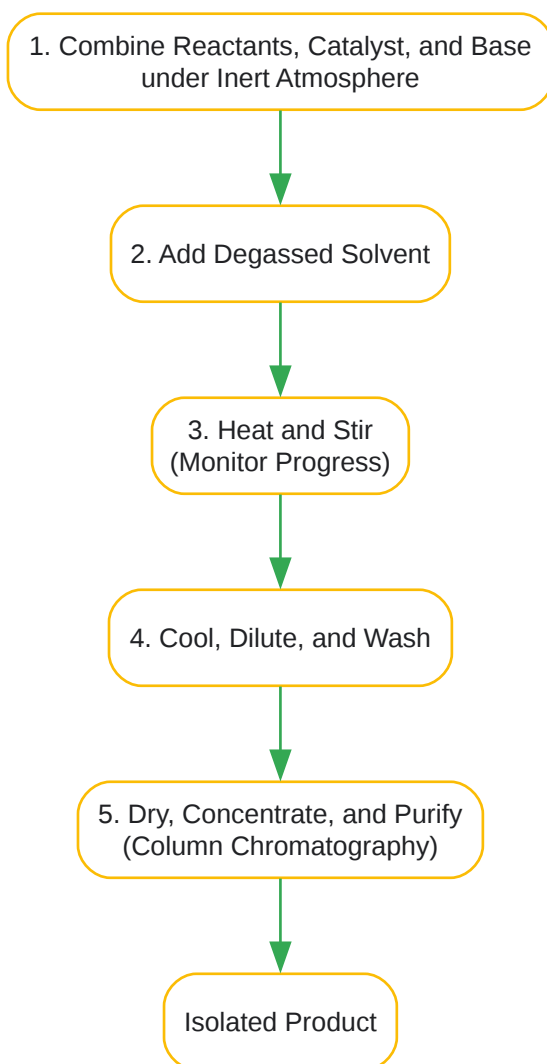 1. Combine Reactants, Catalyst, and Base
under Inert Atmosphere
2. Add Degassed Solvent
3. Heat and Stir
(Monitor Progress)
4. Cool, Dilute, and Wash
5. Dry, Concentrate, and Purify
(Column Chromatography)
Isolated Product